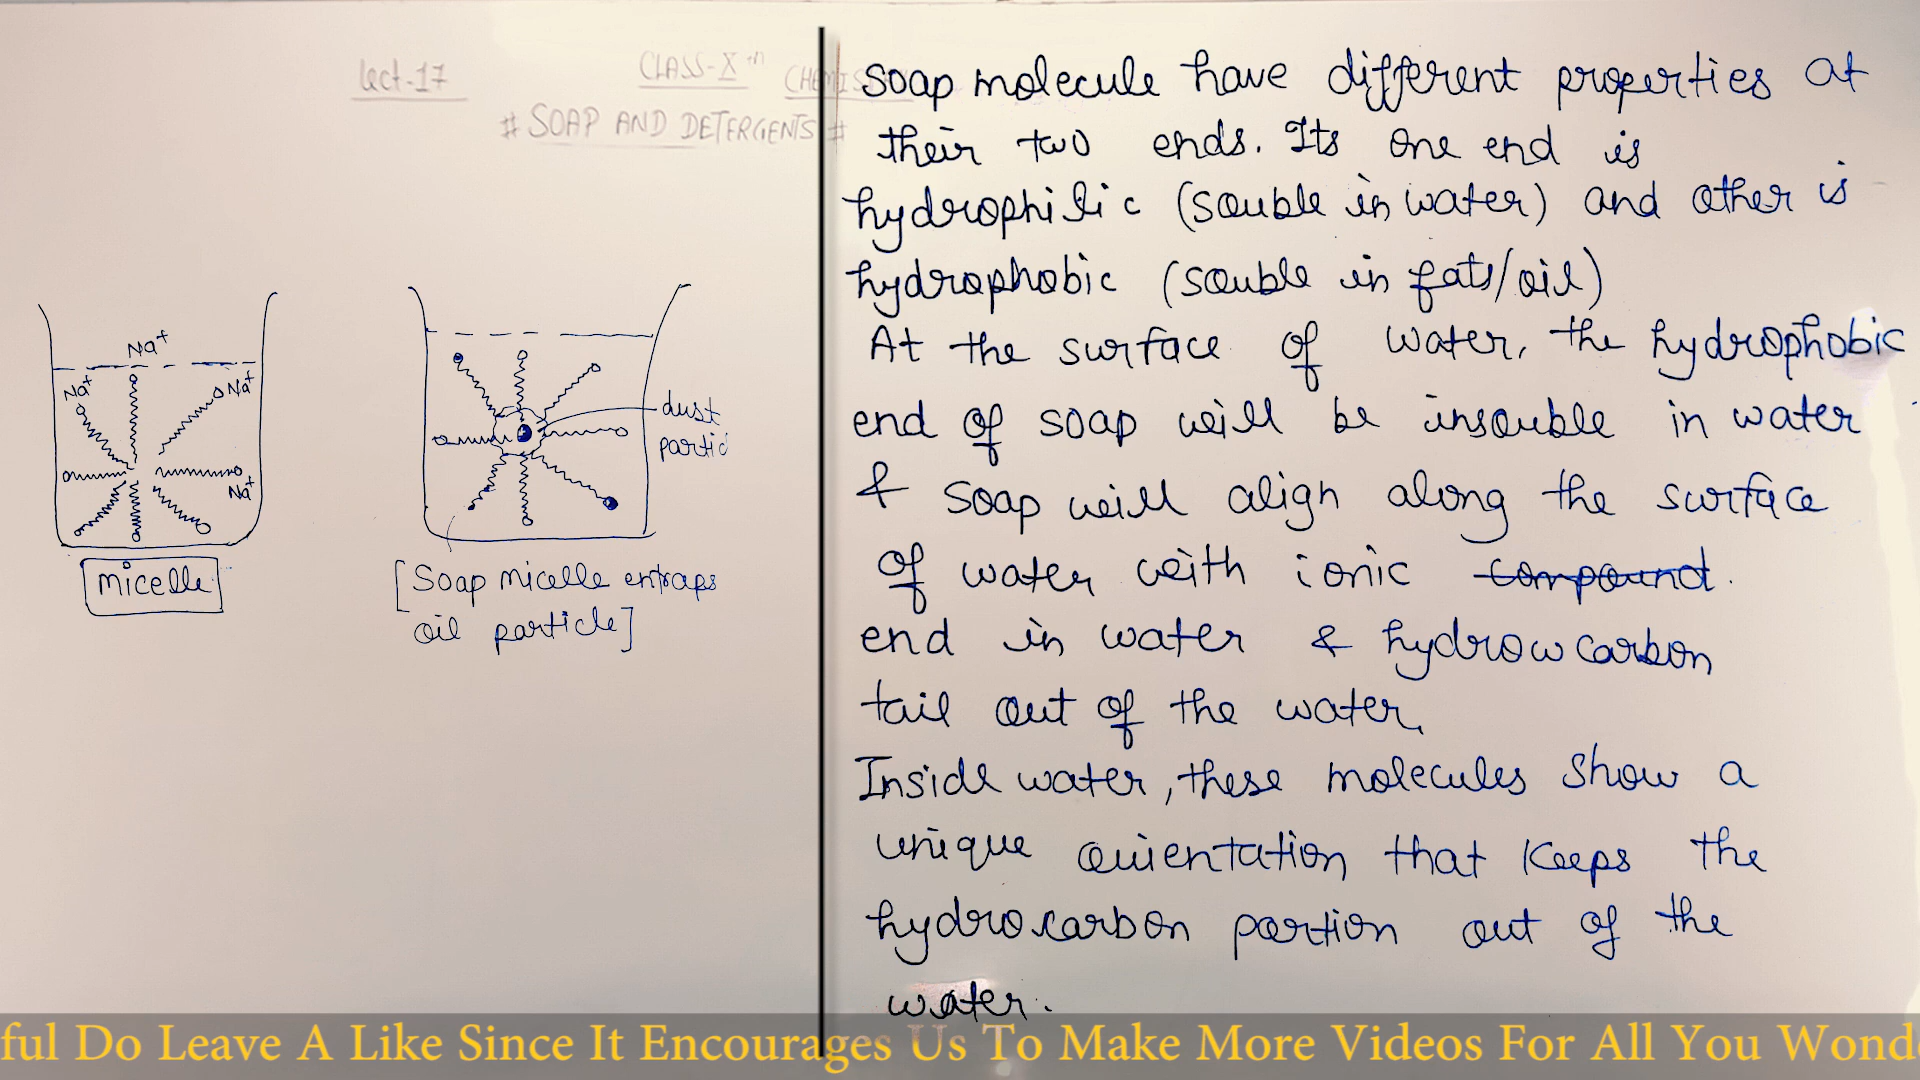 Lect-17
CLASS-Xth CHEMIS
# SOAP AND DETERGENTS #
Na+
Na+
Na+
Na+
micelle
dust
partic
[Soap micelle entraps
oil particle]
Soap molecule have different properties at
their two ends. Its one end is
hydrophilic (souble in water) and other is
hydrophobic (souble in fats/oil)
At the surface of water, the hydrophobic
end of soap will be insouble in water
& soap will align along the surface
of water with ionic compound.
end in water & hydrowcarbon
tail out of the water.
Inside water, these molecules show a
unique orientation that keeps the
hydrocarbon portion out of the
water.
ful Do Leave A Like Since It Encourages Us To Make More Videos For All You Wond